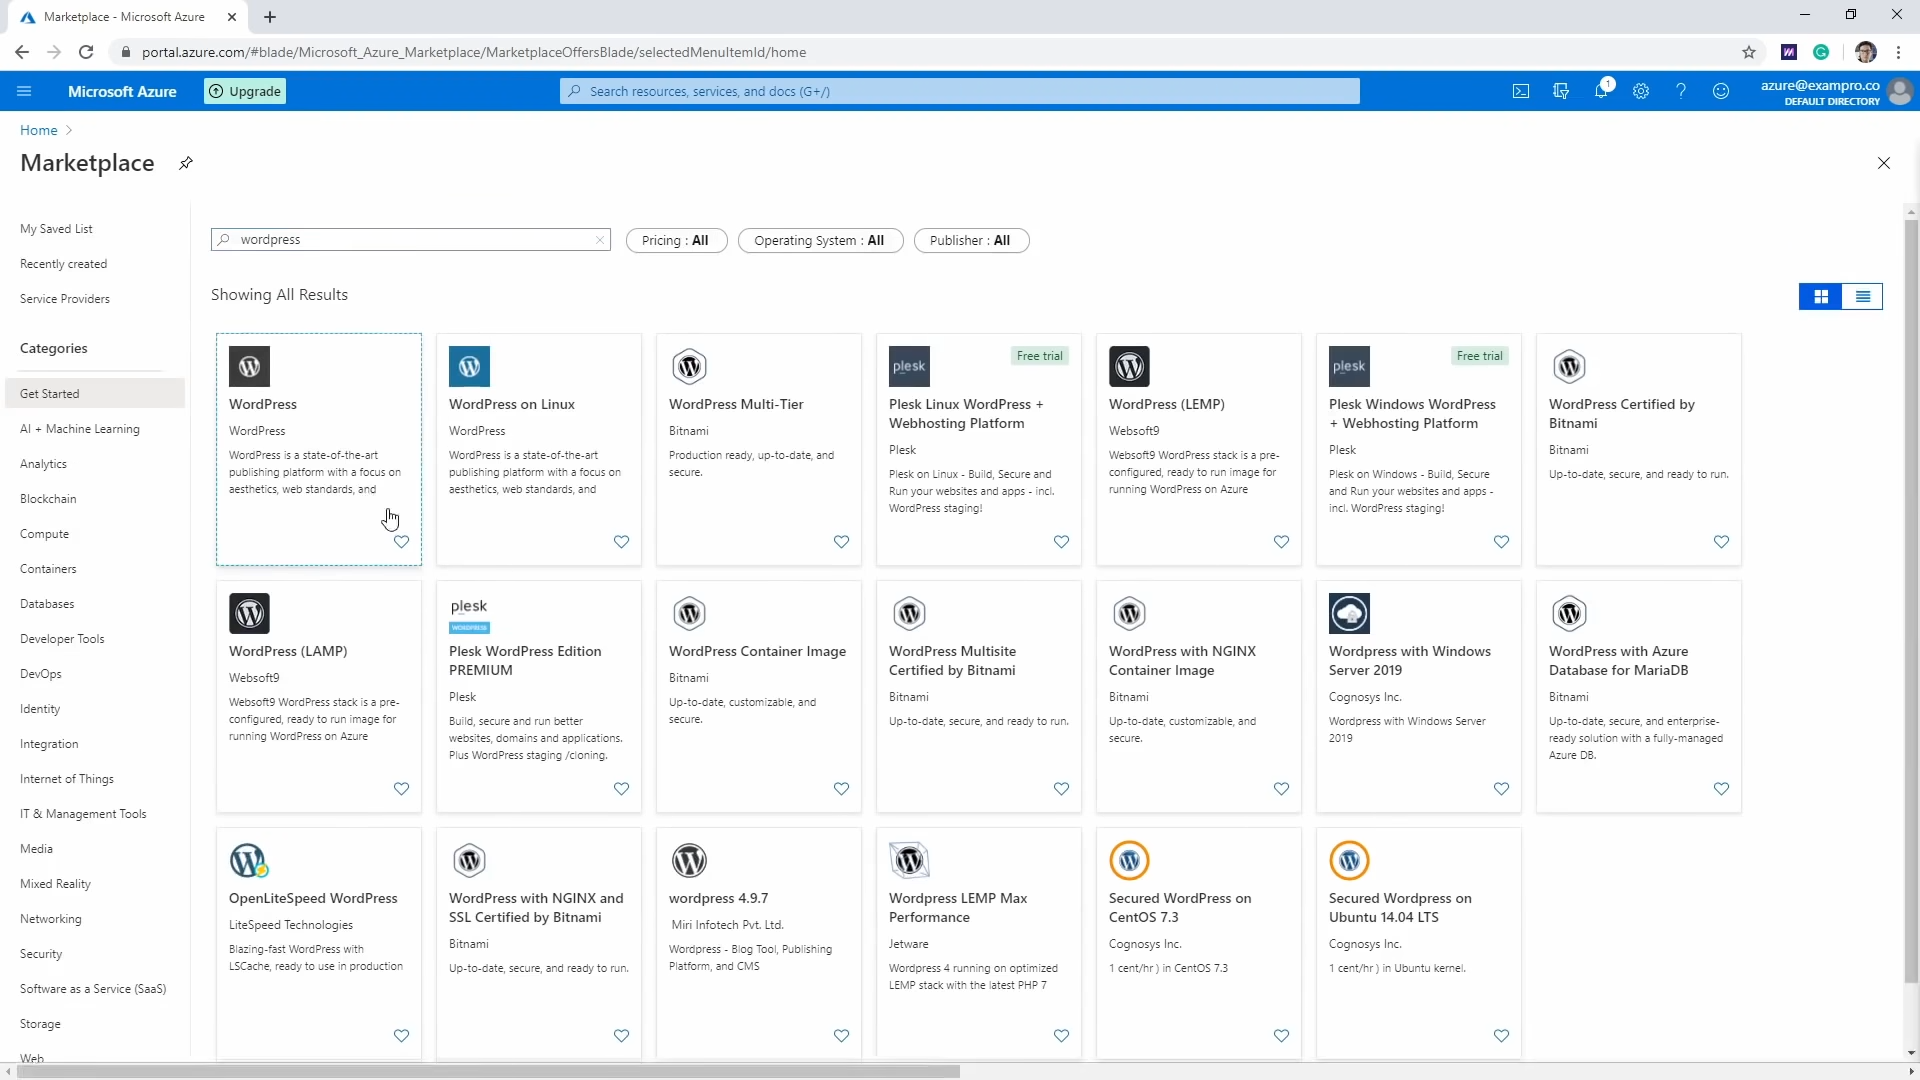 Marketplace - Microsoft Azure
portal.azure.com/#blade/Microsoft_Azure_Marketplace/MarketplaceOffersBlade/selectedMenuItemId/home
Microsoft Azure
Upgrade
Search resources, services, and docs (G+/)
1
azure@exampro.co
DEFAULT DIRECTORY
Home
Marketplace
My Saved List
Recently created
Service Providers
Categories
Get Started
AI + Machine Learning
Analytics
Blockchain
Compute
Containers
Databases
Developer Tools
DevOps
Identity
Integration
Internet of Things
IT & Management Tools
Media
Mixed Reality
Networking
Security
Software as a Service (SaaS)
Storage
Web
wordpress
Pricing : All
Operating System : All
Publisher : All
Showing All Results
WordPress
WordPress
WordPress is a state-of-the-art
publishing platform with a focus on
aesthetics, web standards, and
WordPress on Linux
WordPress
WordPress is a state-of-the-art
publishing platform with a focus on
aesthetics, web standards, and
WordPress Multi-Tier
Bitnami
Production ready, up-to-date, and
secure.
plesk
Free trial
Plesk Linux WordPress +
Webhosting Platform
Plesk
Plesk on Linux - Build, Secure and
Run your websites and apps - incl.
WordPress staging!
WordPress (LEMP)
Websoft9
Websoft9 WordPress stack is a pre-
configured, ready to run image for
running WordPress on Azure
plesk
Free trial
Plesk Windows WordPress
+ Webhosting Platform
Plesk
Plesk on Windows - Build, Secure
and Run your websites and apps -
incl. WordPress staging!
WordPress Certified by
Bitnami
Bitnami
Up-to-date, secure, and ready to run.
WordPress (LAMP)
Websoft9
Websoft9 WordPress stack is a pre-
configured, ready to run image for
running WordPress on Azure
plesk
WORDPRESS
Plesk WordPress Edition
PREMIUM
Plesk
Build, secure and run better
websites, domains and applications.
Plus WordPress staging /cloning.
WordPress Container Image
Bitnami
Up-to-date, customizable, and
secure.
WordPress Multisite
Certified by Bitnami
Bitnami
Up-to-date, secure, and ready to run.
WordPress with NGINX
Container Image
Bitnami
Up-to-date, customizable, and
secure.
Wordpress with Windows
Server 2019
Cognosys Inc.
Wordpress with Windows Server
2019
WordPress with Azure
Database for MariaDB
Bitnami
Up-to-date, secure, and enterprise-
ready solution with a fully-managed
Azure DB.
OpenLiteSpeed WordPress
LiteSpeed Technologies
Blazing-fast WordPress with
LSCache, ready to use in production
WordPress with NGINX and
SSL Certified by Bitnami
Bitnami
Up-to-date, secure, and ready to run.
wordpress 4.9.7
Miri Infotech Pvt. Ltd.
Wordpress - Blog Tool, Publishing
Platform, and CMS
Wordpress LEMP Max
Performance
Jetware
Wordpress 4 running on optimized
LEMP stack with the latest PHP 7
Secured WordPress on
CentOS 7.3
Cognosys Inc.
1 cent/hr ) in CentOS 7.3
Secured Wordpress on
Ubuntu 14.04 LTS
Cognosys Inc.
1 cent/hr ) in Ubuntu kernel.